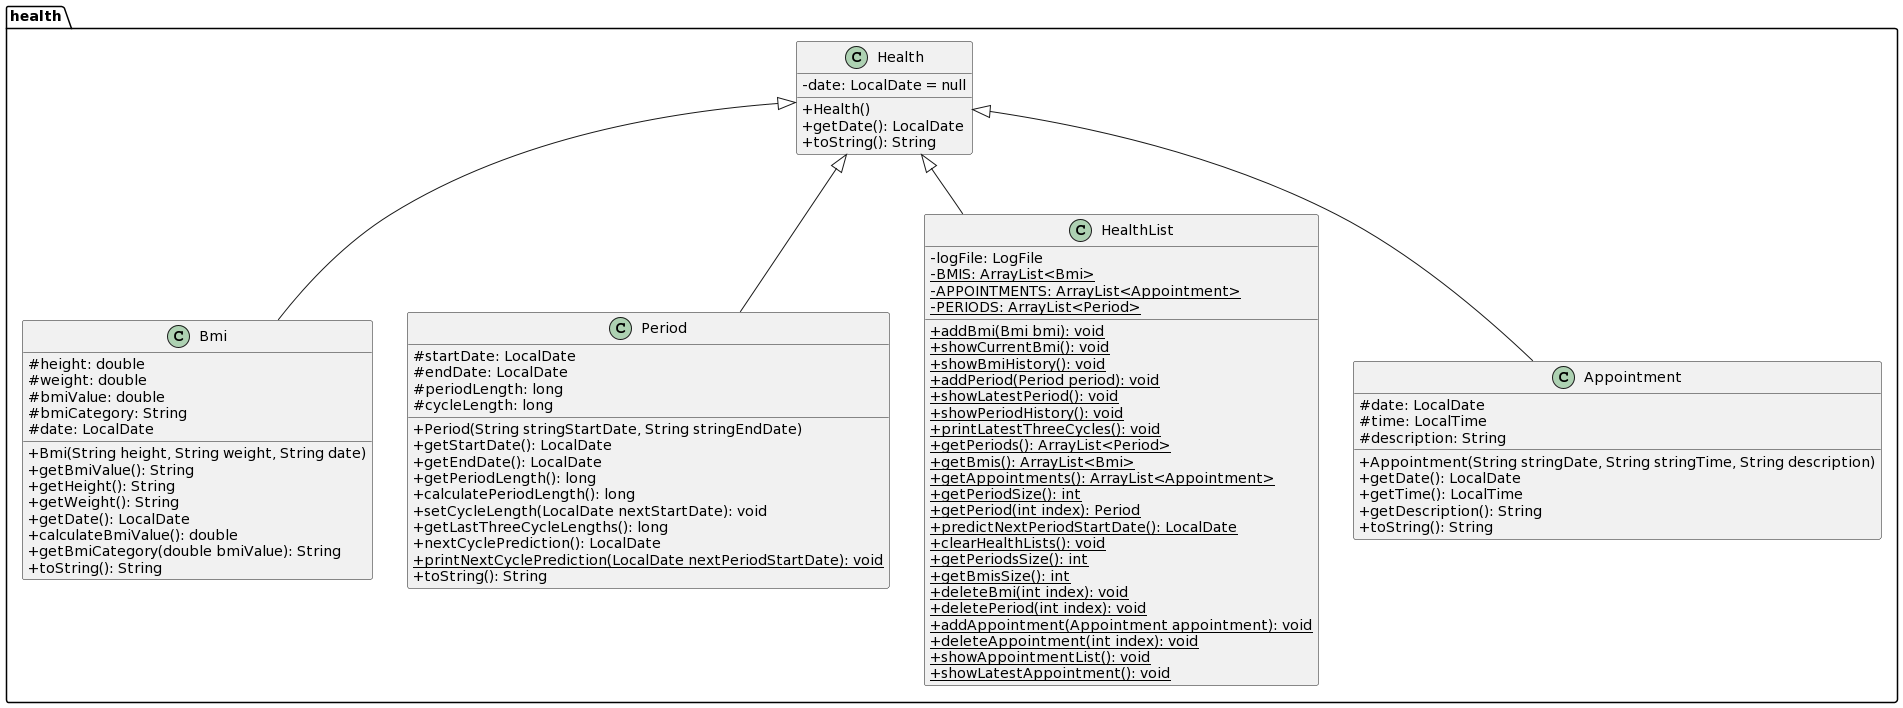 health
C Health
-date: LocalDate = null
+Health()
+getDate(): LocalDate
+toString(): String
C Bmi
#height: double
#weight: double
#bmiValue: double
#bmiCategory: String
#date: LocalDate
+Bmi(String height, String weight, String date)
+getBmiValue(): String
+getHeight(): String
+getWeight(): String
+getDate(): LocalDate
+calculateBmiValue(): double
+getBmiCategory(double bmiValue): String
+toString(): String
C Period
#startDate: LocalDate
#endDate: LocalDate
#periodLength: long
#cycleLength: long
+Period(String stringStartDate, String stringEndDate)
+getStartDate(): LocalDate
+getEndDate(): LocalDate
+getPeriodLength(): long
+calculatePeriodLength(): long
+setCycleLength(LocalDate nextStartDate): void
+getLastThreeCycleLengths(): long
+nextCyclePrediction(): LocalDate
+printNextCyclePrediction(LocalDate nextPeriodStartDate): void
+toString(): String
C HealthList
-logFile: LogFile
-BMIS: ArrayList<Bmi>
-APPOINTMENTS: ArrayList<Appointment>
-PERIODS: ArrayList<Period>
+addBmi(Bmi bmi): void
+showCurrentBmi(): void
+showBmiHistory(): void
+addPeriod(Period period): void
+showLatestPeriod(): void
+showPeriodHistory(): void
+printLatestThreeCycles(): void
+getPeriods(): ArrayList<Period>
+getBmis(): ArrayList<Bmi>
+getAppointments(): ArrayList<Appointment>
+getPeriodSize(): int
+getPeriod(int index): Period
+predictNextPeriodStartDate(): LocalDate
+clearHealthLists(): void
+getPeriodsSize(): int
+getBmisSize(): int
+deleteBmi(int index): void
+deletePeriod(int index): void
+addAppointment(Appointment appointment): void
+deleteAppointment(int index): void
+showAppointmentList(): void
+showLatestAppointment(): void
C Appointment
#date: LocalDate
#time: LocalTime
#description: String
+Appointment(String stringDate, String stringTime, String description)
+getDate(): LocalDate
+getTime(): LocalTime
+getDescription(): String
+toString(): String